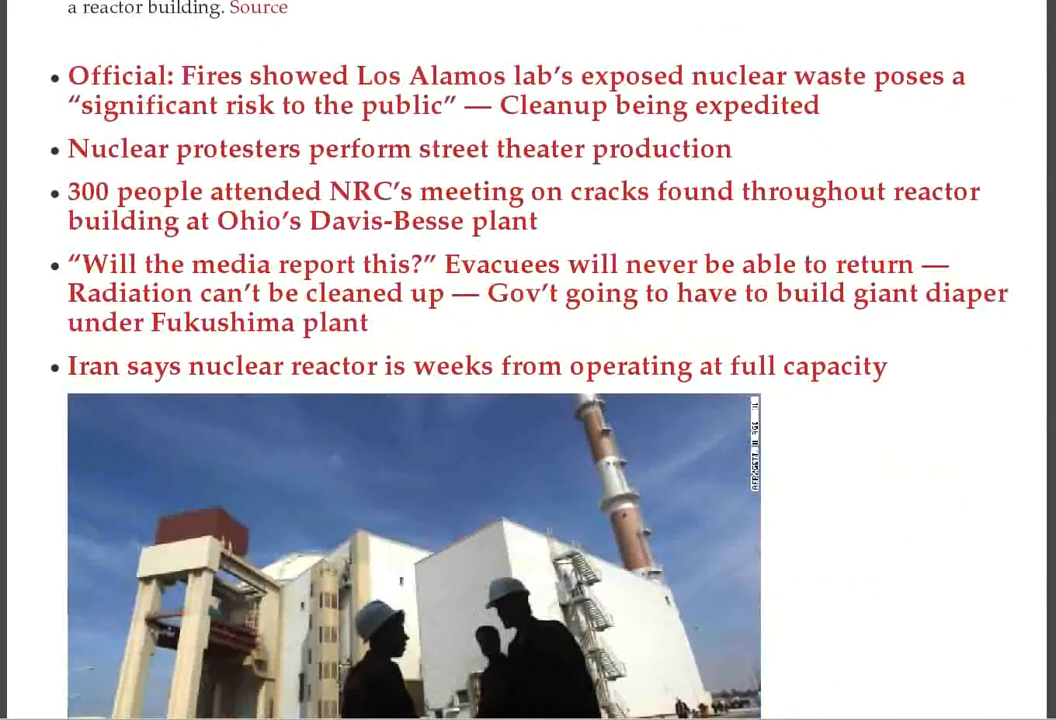 a reactor building. Source
• Official: Fires showed Los Alamos lab's exposed nuclear waste poses a
“significant risk to the public” — Cleanup being expedited
• Nuclear protesters perform street theater production
• 300 people attended NRC's meeting on cracks found throughout reactor
building at Ohio's Davis-Besse plant
• “Will the media report this?” Evacuees will never be able to return —
Radiation can't be cleaned up — Gov't going to have to build giant diaper
under Fukushima plant
• Iran says nuclear reactor is weeks from operating at full capacity